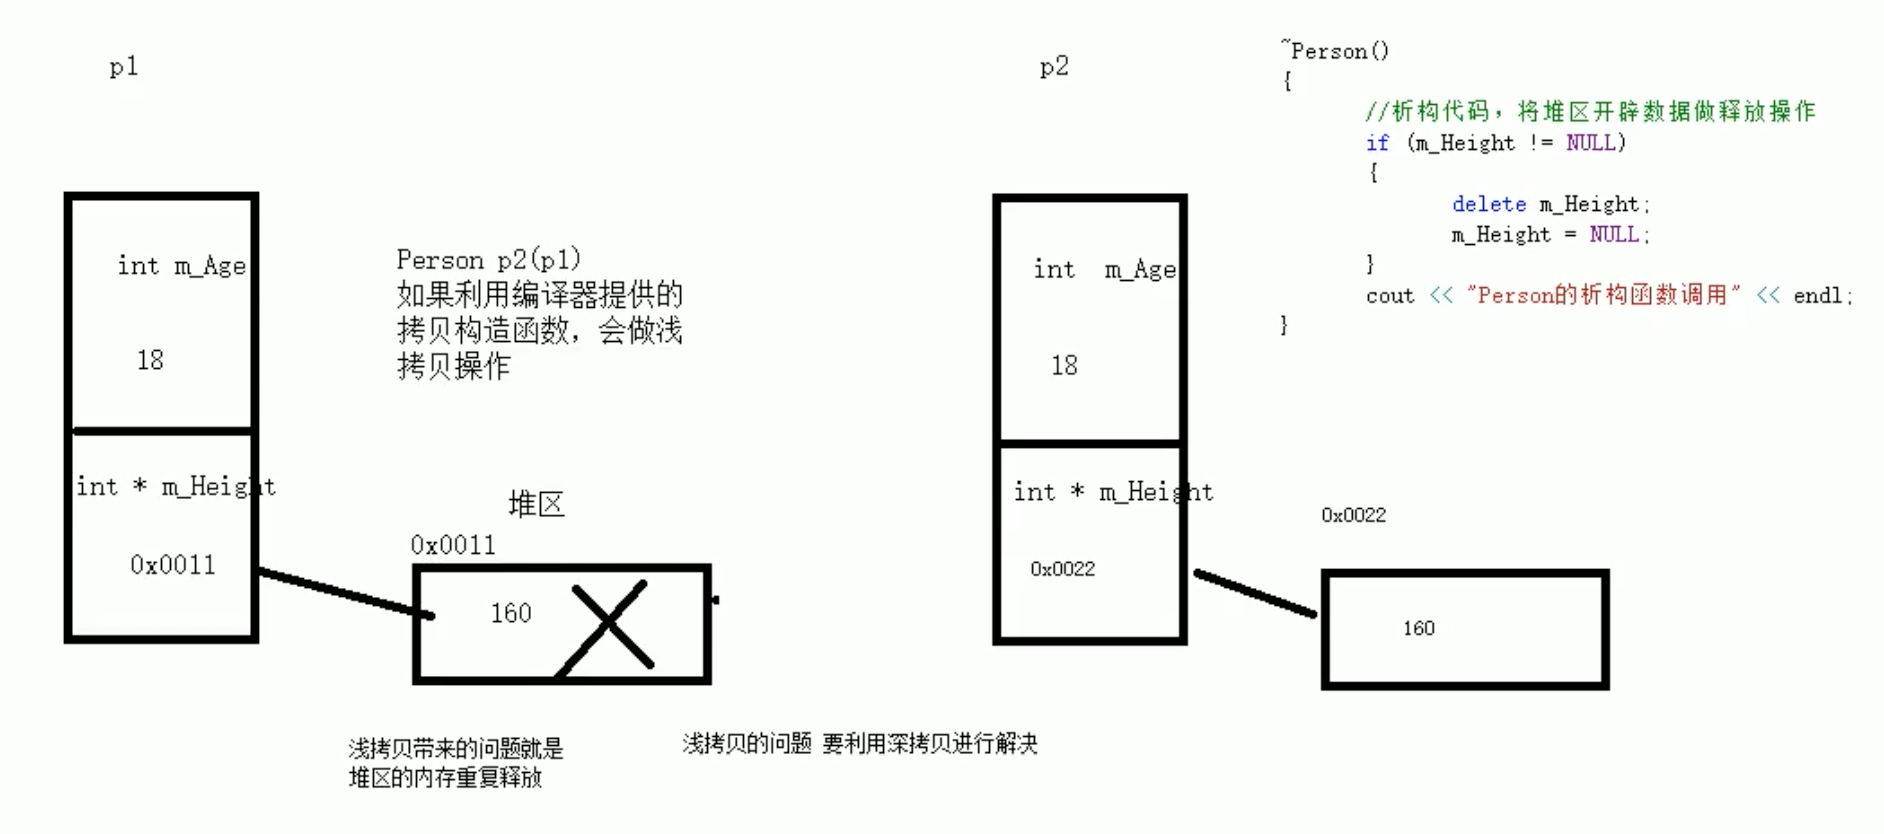 p1
int m_Age
18
int * m_Height
0x0011
Person p2(p1)
如果利用编译器提供的
拷贝构造函数，会做浅
拷贝操作
堆区
0x0011
160
浅拷贝带来的问题就是
堆区的内存重复释放
浅拷贝的问题 要利用深拷贝进行解决
p2
int  m_Age
18
int * m_Height
0x0022
0x0022
160
~Person()
{
//析构代码，将堆区开辟数据做释放操作
if (m_Height != NULL)
{
delete m_Height;
m_Height = NULL;
}
cout << "Person的析构函数调用" << endl;
}